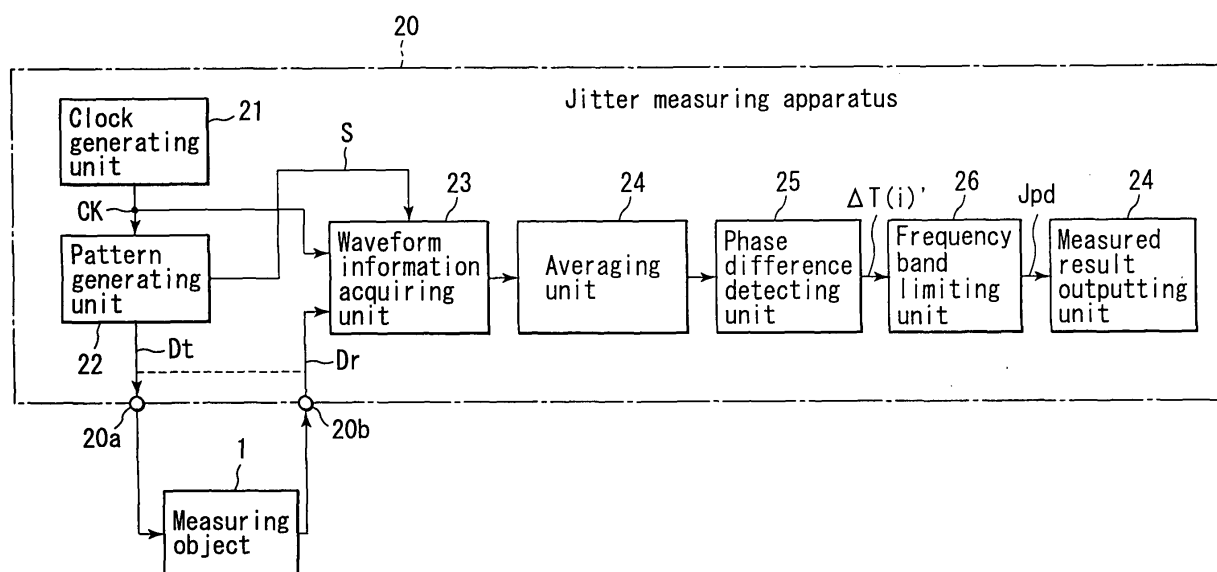 20
Jitter measuring apparatus
Clock
generating
unit
21
S
CK
23
24
25
ΔT(i)'
26
Jpd
24
Pattern
generating
unit
Waveform
information
acquiring
unit
Averaging
unit
Phase
difference
detecting
unit
Frequency
band
limiting
unit
Measured
result
outputting
unit
22
Dt
Dr
20a
20b
1
Measuring
object